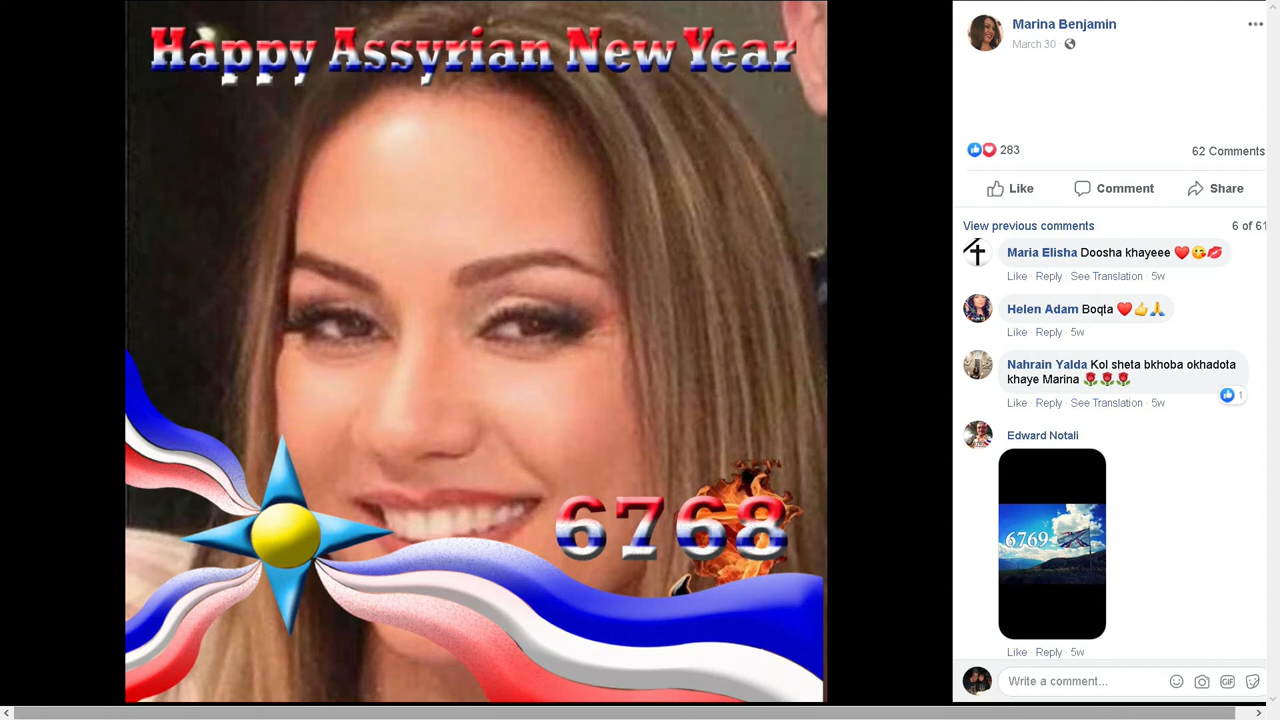 Happy Assyrian New Year
6768
Marina Benjamin
March 30 ·
283
62 Comments
Like
Comment
Share
View previous comments
6 of 61
Maria Elisha Doosha khayeee
Like · Reply · See Translation · 5w
Helen Adam Boqta
Like · Reply · 5w
Nahrain Yalda Kol sheta bkhoba okhadota
khaye Marina
1
Like · Reply · See Translation · 5w
Edward Notali
6769
Like · Reply · 5w
Write a comment...
GIF